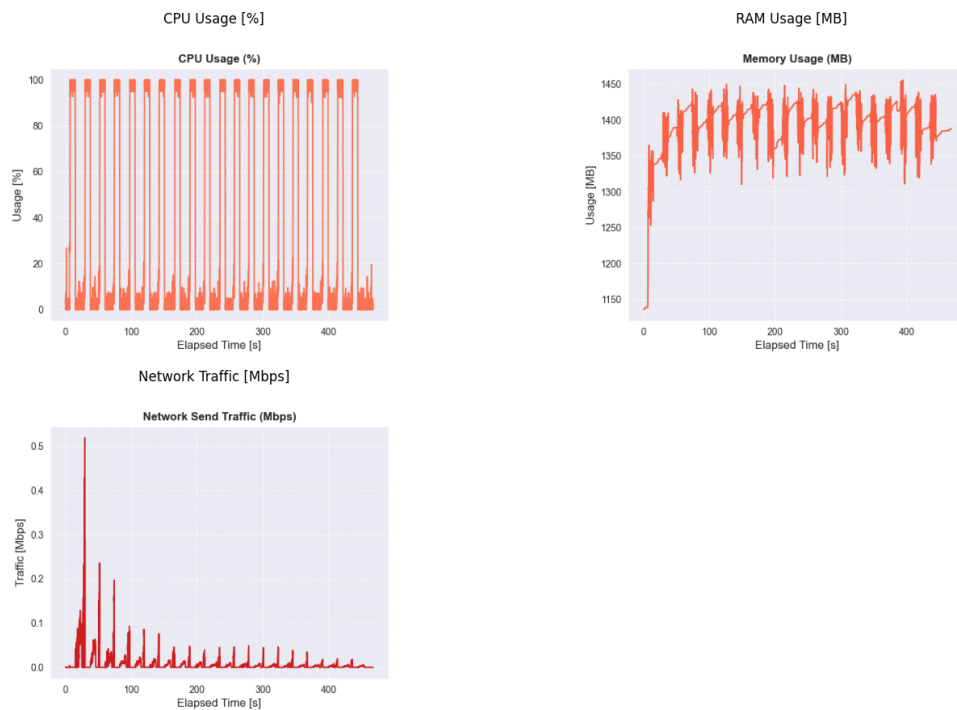 CPU Usage [%]
RAM Usage [MB]
CPU Usage (%)
100
80
60
40
20
0
Usage [%]
0
100
200
300
400
Elapsed Time [s]
Memory Usage (MB)
1450
1400
1350
1300
1250
1200
1150
Usage [MB]
0
100
200
300
400
Elapsed Time [s]
Network Traffic [Mbps]
Network Send Traffic (Mbps)
0.5
0.4
0.3
0.2
0.1
0.0
Traffic [Mbps]
0
100
200
300
400
Elapsed Time [s]